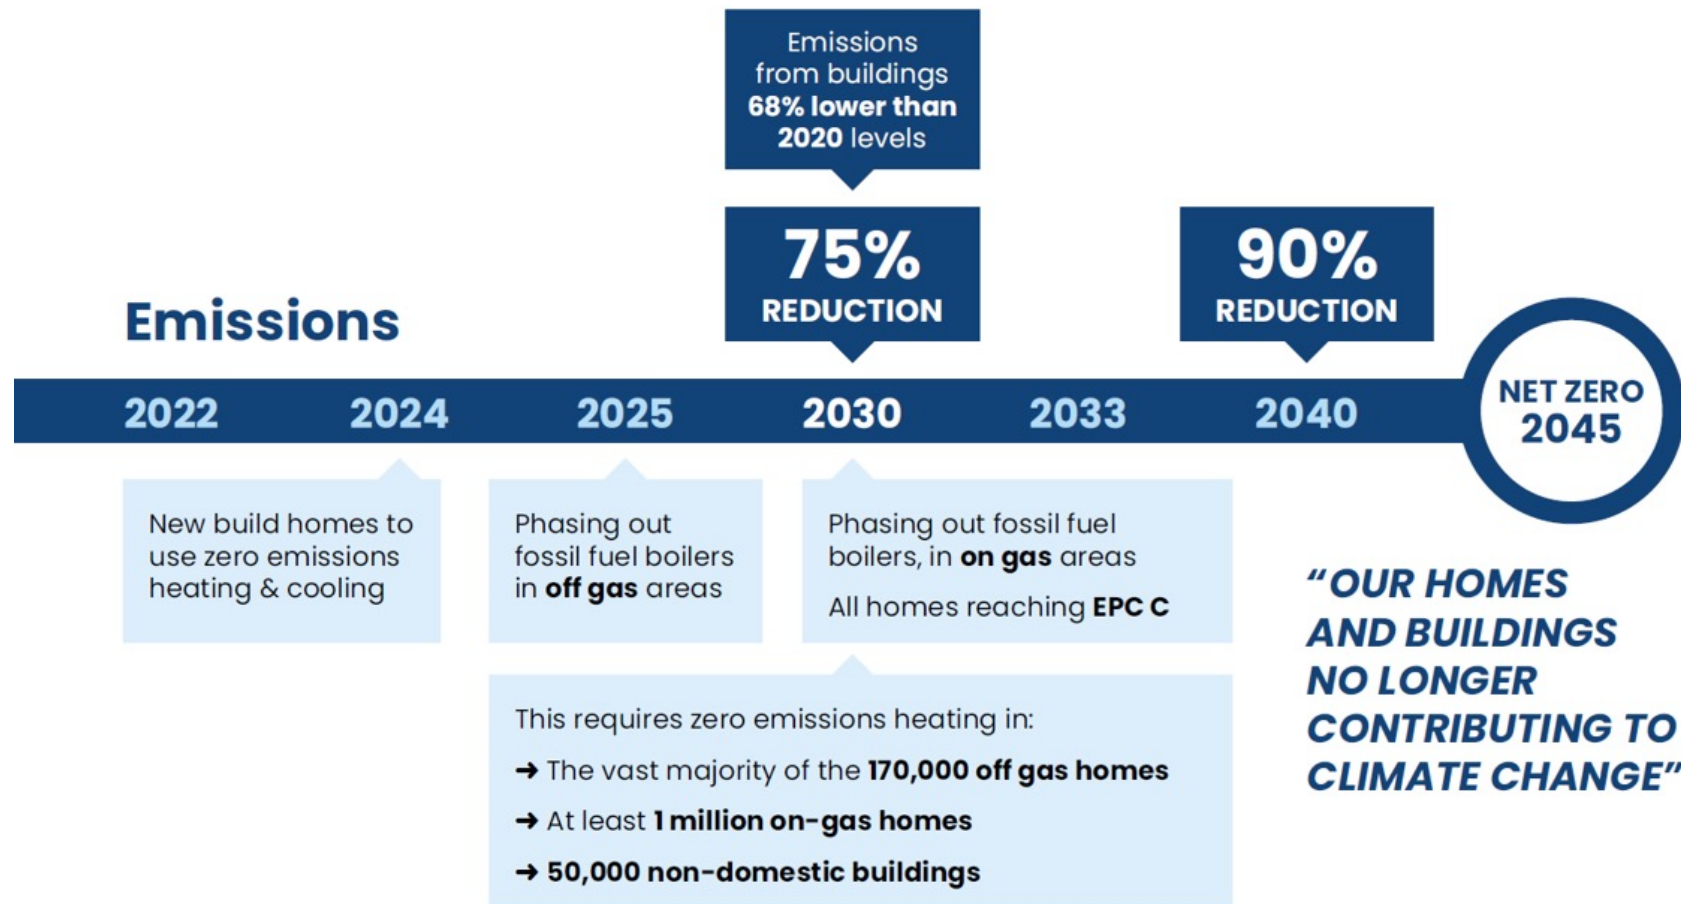 Emissions
from buildings
68% lower than
2020 levels
75%
REDUCTION
90%
REDUCTION
Emissions
2022
2024
2025
2030
2033
2040
NET ZERO
2045
New build homes to
use zero emissions
heating & cooling
Phasing out
fossil fuel boilers
in off gas areas
Phasing out fossil fuel
boilers, in on gas areas
All homes reaching EPC C
This requires zero emissions heating in:
➔ The vast majority of the 170,000 off gas homes
➔ At least 1 million on-gas homes
➔ 50,000 non-domestic buildings
“OUR HOMES
AND BUILDINGS
NO LONGER
CONTRIBUTING TO
CLIMATE CHANGE”